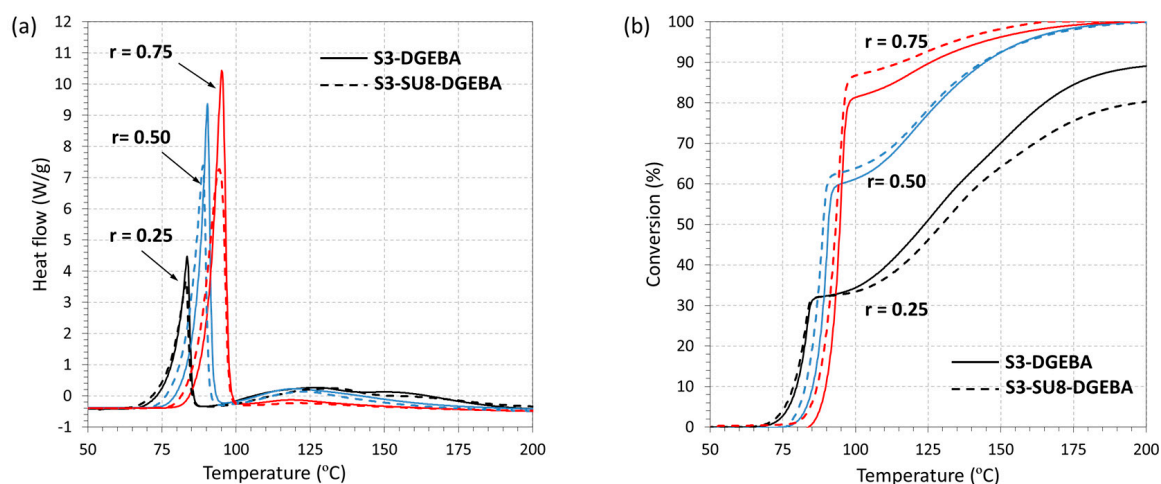 (a)
12
11
10
9
8
7
6
5
4
3
2
1
0
-1
Heat flow (W/g)
r = 0.75
r= 0.50
r = 0.25
S3-DGEBA
S3-SU8-DGEBA
50 75 100 125 150 175 200
Temperature (ºC)
(b)
100
90
80
70
60
50
40
30
20
10
0
Conversion (%)
r = 0.75
r= 0.50
r = 0.25
S3-DGEBA
S3-SU8-DGEBA
50 75 100 125 150 175 200
Temperature (ºC)